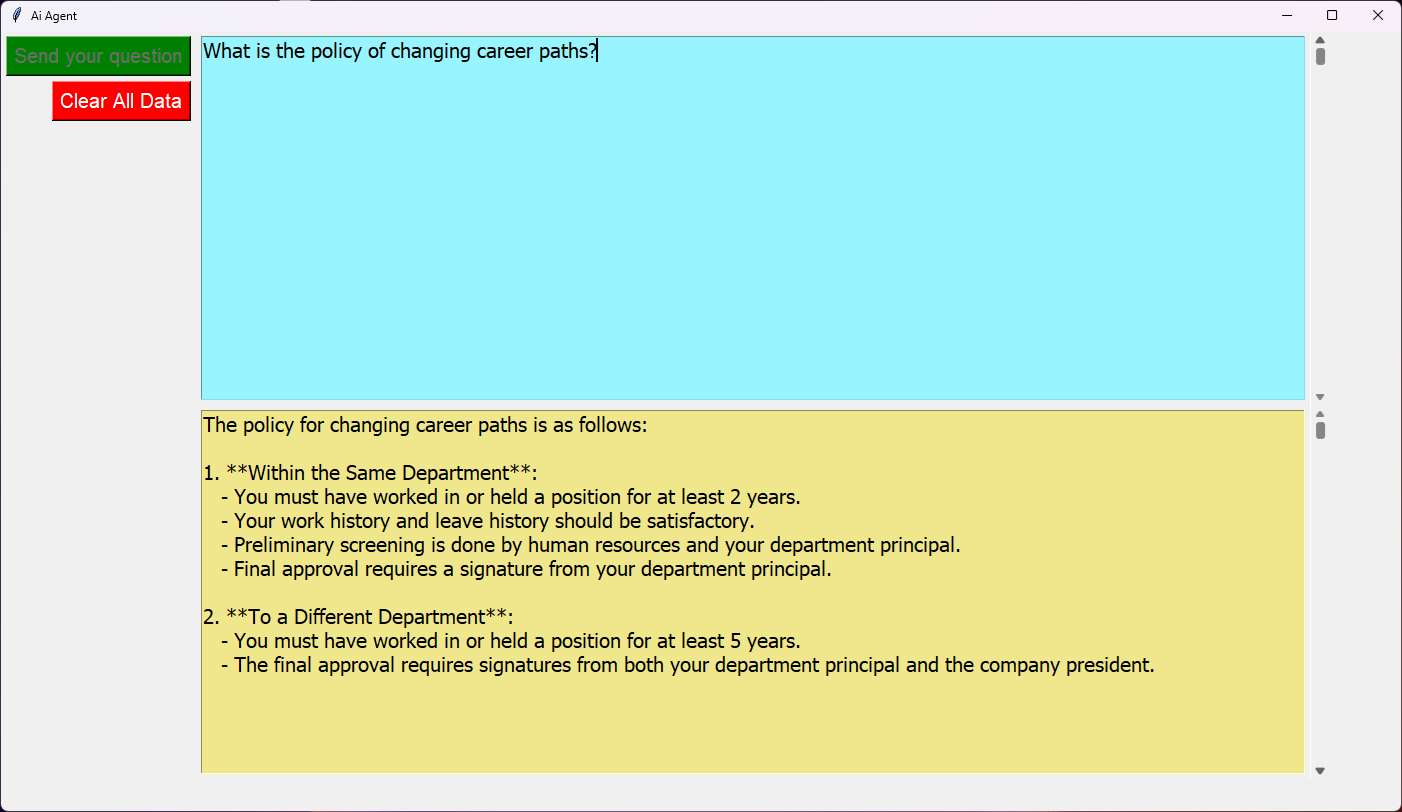 Ai Agent
Send your question
Clear All Data
What is the policy of changing career paths?
The policy for changing career paths is as follows:
1. **Within the Same Department**:
- You must have worked in or held a position for at least 2 years.
- Your work history and leave history should be satisfactory.
- Preliminary screening is done by human resources and your department principal.
- Final approval requires a signature from your department principal.
2. **To a Different Department**:
- You must have worked in or held a position for at least 5 years.
- The final approval requires signatures from both your department principal and the company president.